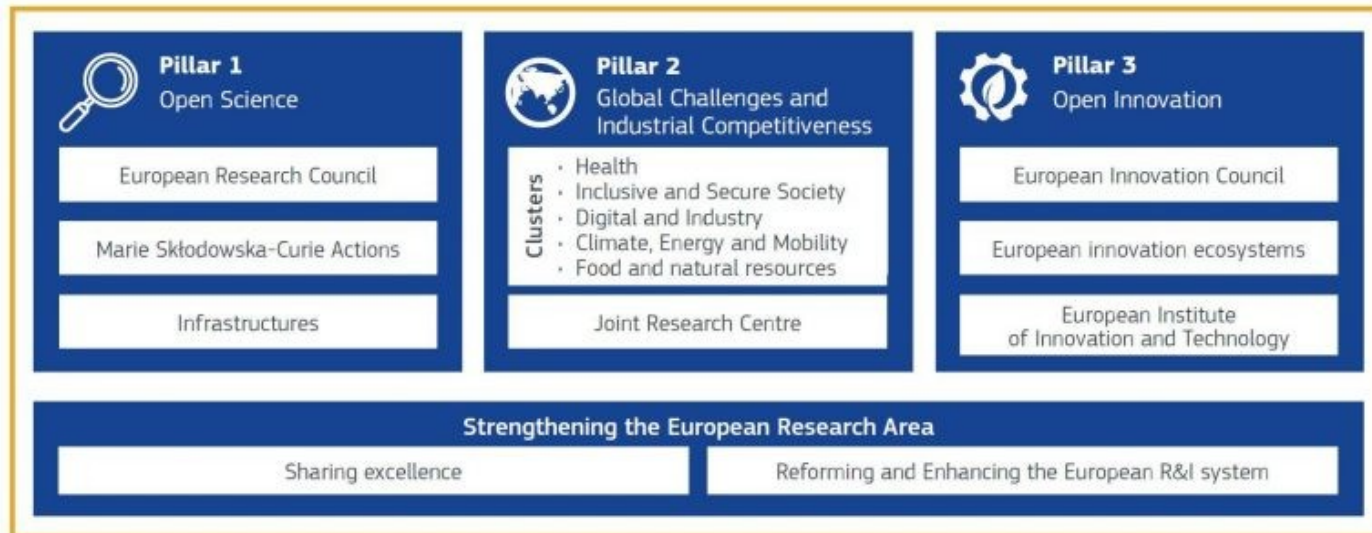 Pillar 1
Open Science
European Research Council
Marie Skłodowska-Curie Actions
Infrastructures
Pillar 2
Global Challenges and
Industrial Competitiveness
Clusters
· Health
· Inclusive and Secure Society
· Digital and Industry
· Climate, Energy and Mobility
· Food and natural resources
Joint Research Centre
Pillar 3
Open Innovation
European Innovation Council
European innovation ecosystems
European Institute
of Innovation and Technology
Strengthening the European Research Area
Sharing excellence
Reforming and Enhancing the European R&I system